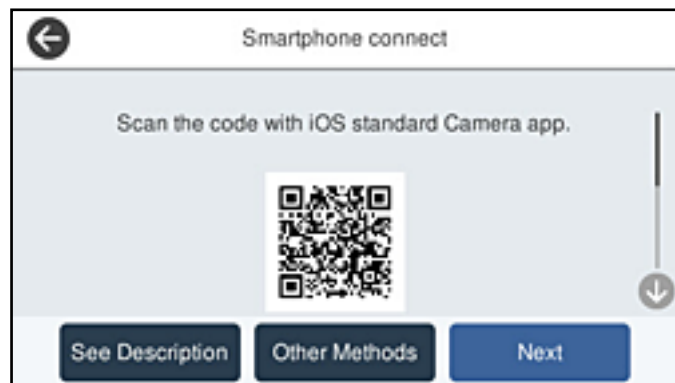 Smartphone connect
Scan the code with iOS standard Camera app.
See Description
Other Methods
Next